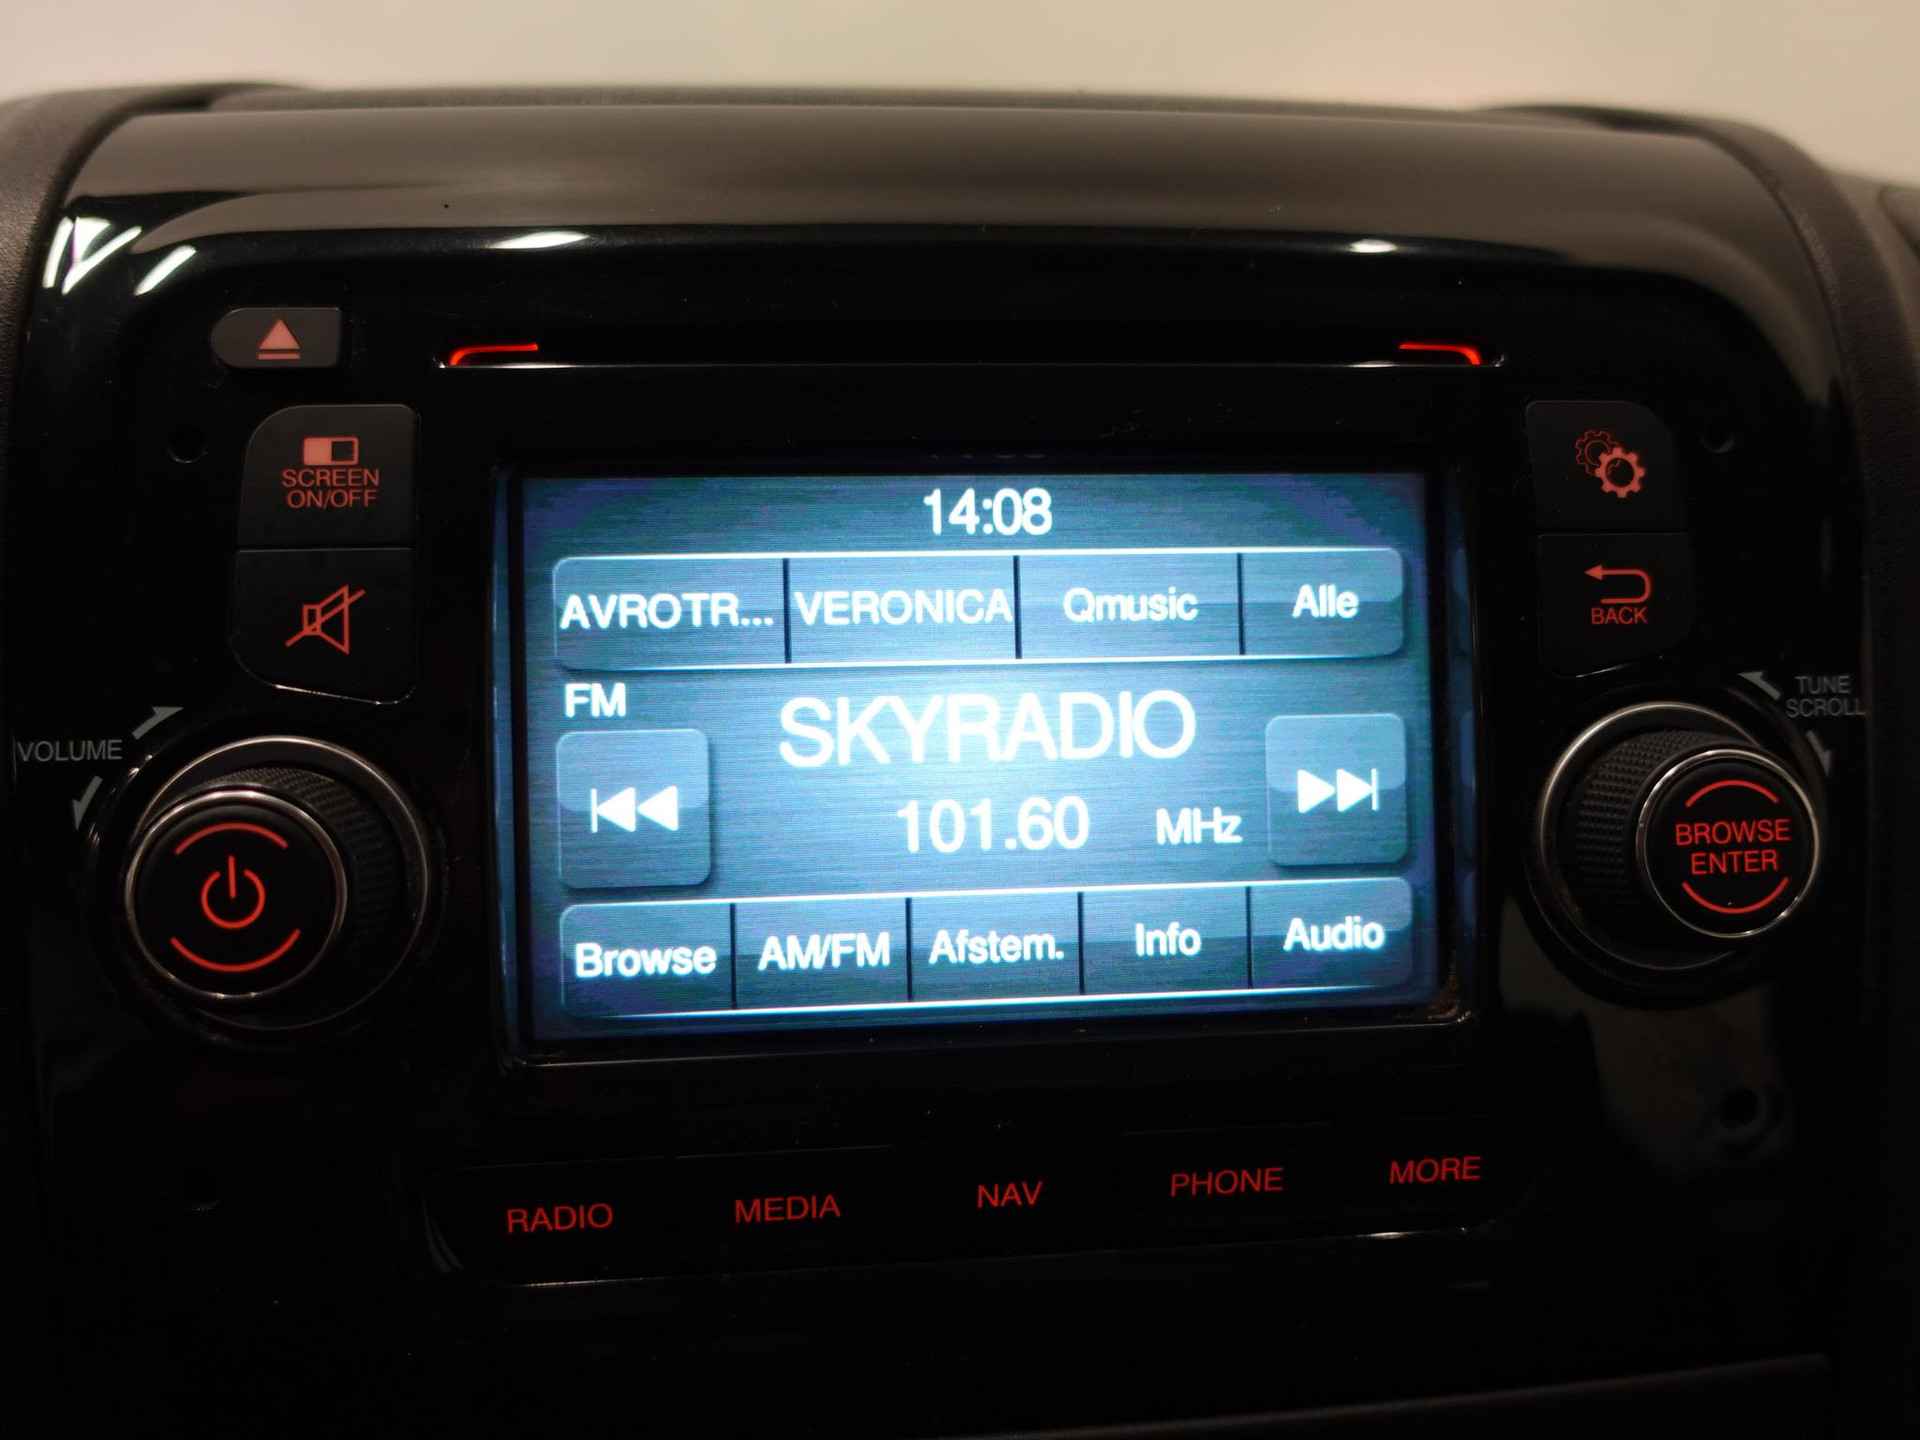 SCREEN
ON/OFF
14:08
AVROTR... VERONICA Qmusic Alle
BACK
FM
SKYRADIO
101.60 MHz
VOLUME
TUNE
SCROLL
BROWSE
ENTER
Browse AM/FM Afstem. Info Audio
RADIO MEDIA NAV PHONE MORE